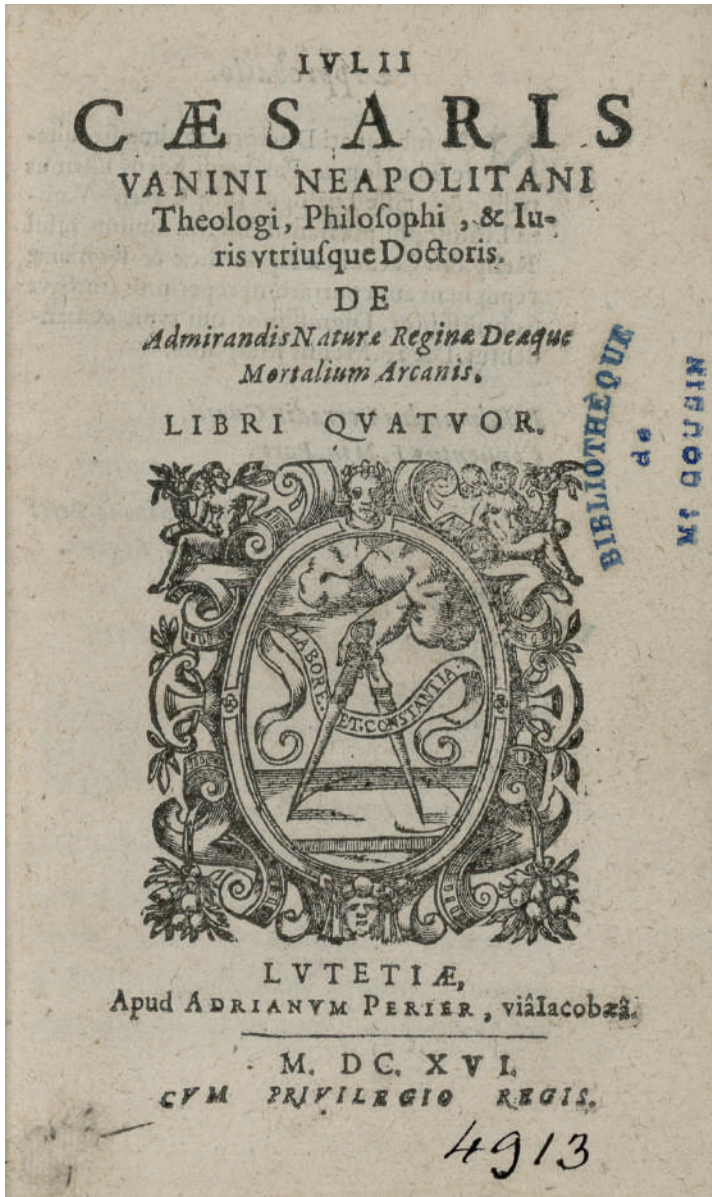 IVLII
CÆSARIS
VANINI NEAPOLITANI
Theologi, Philoſophi, & Iu-
ris vtriuſque Doctoris.
DE
Admirandis Naturæ Reginæ Deæque
Mortalium Arcanis.
LIBRI QVATVOR.
BIBLIOTHÈQUE
de
Mr COUSIN
LABORE.
ET.CONSTANTIA.
LVTETIÆ,
Apud ADRIANVM PERIER, viâ Iacobæâ.
M. DC. XVI.
CVM PRIVILEGIO REGIS.
4913